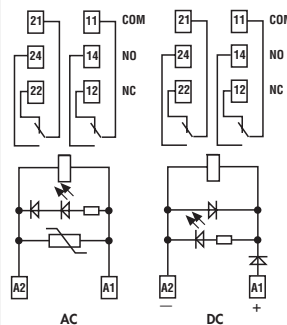 21 11 COM 21 11 COM
24 14 NO 24 14 NO
22 12 NC 22 12 NC
A2 A1 A2 A1
− +
AC DC